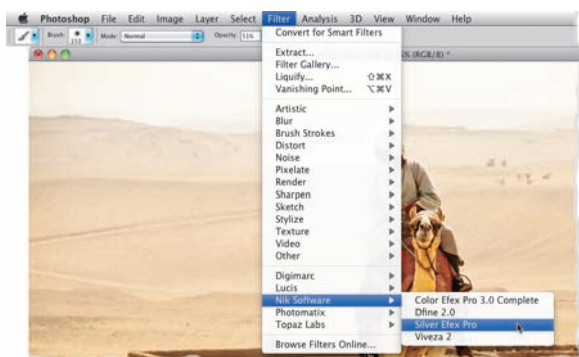 Photoshop File Edit Image Layer Select Filter Analysis 3D View Window Help
Brush: 150 Mode: Normal Opacity: 51%
Convert for Smart Filters
Extract...
% (RGB/8) *
Filter Gallery...
Liquify... ⇧⌘X
Vanishing Point... ⌥⌘V
Artistic
Blur
Brush Strokes
Distort
Noise
Pixelate
Render
Sharpen
Sketch
Stylize
Texture
Video
Other
Digimarc
Lucis
Nik Software
Color Efex Pro 3.0 Complete
Photomatix
Dfine 2.0
Topaz Labs
Silver Efex Pro
Viveza 2
Browse Filters Online...